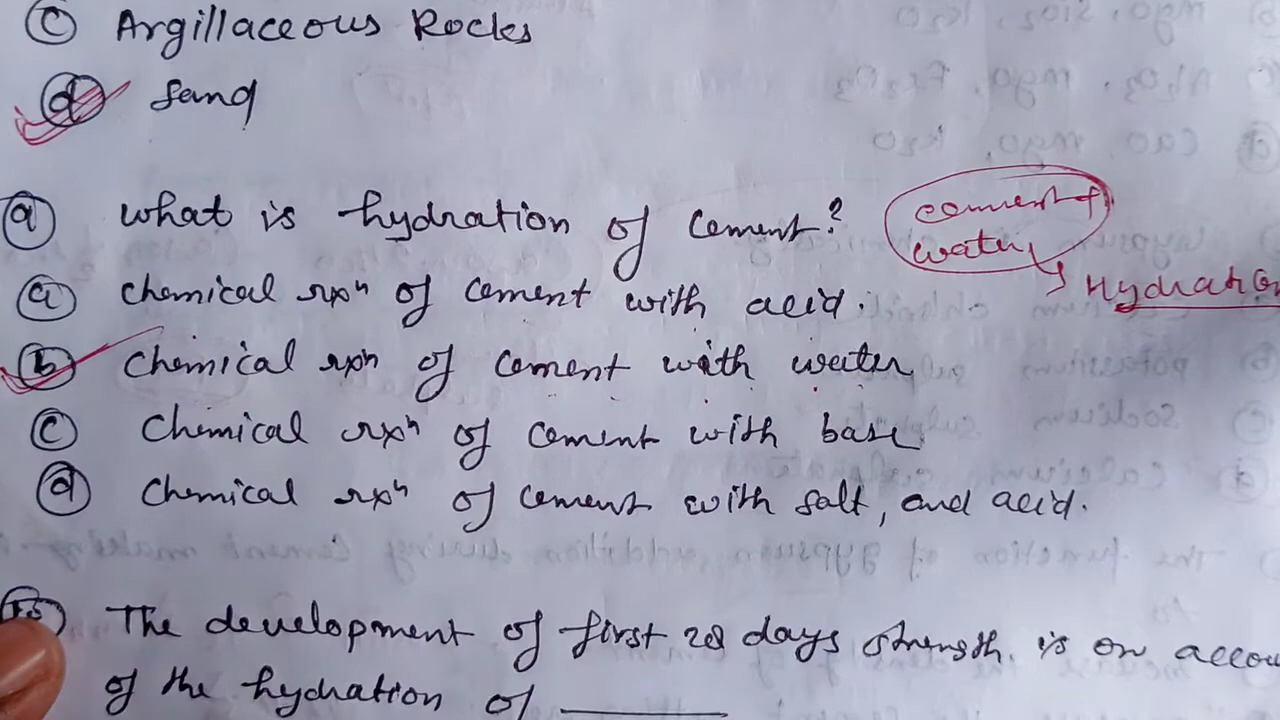 ⓒ Argillaceous Rocks
ⓓ Sand
⑨ What is hydration of cement?
cement +
water
↳ Hydration
ⓐ chemical rxⁿ of cement with acid.
ⓑ chemical rxⁿ of cement with water
ⓒ chemical rxⁿ of cement with base
ⓓ chemical rxⁿ of cement with salt, and acid.
The development of first 28 days strength is on accou
of the hydration of ______